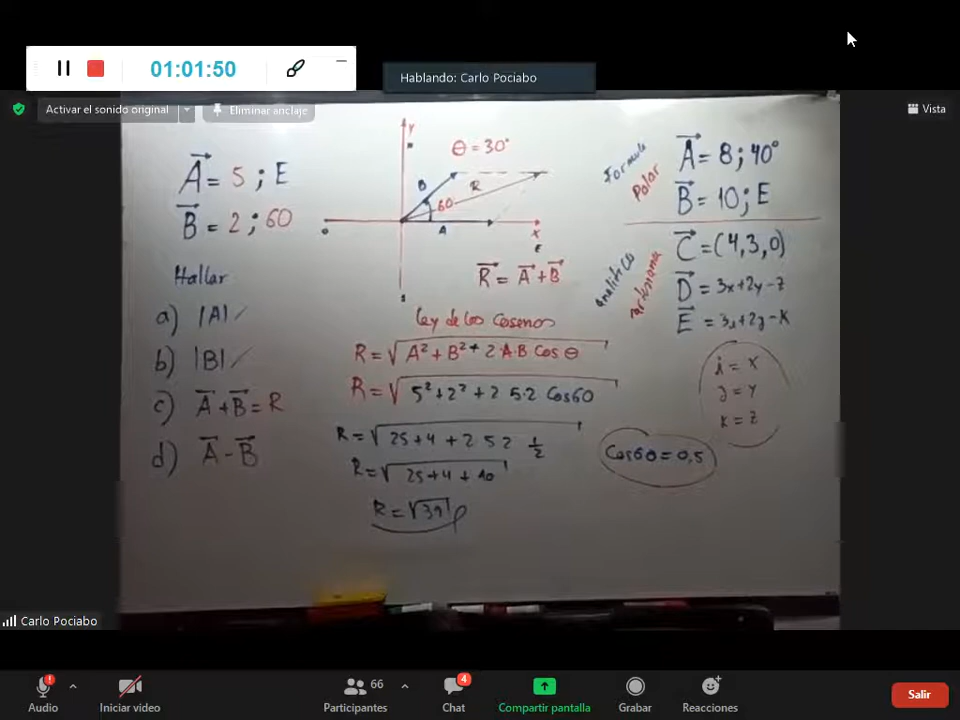 01:01:50
Hablando: Carlo Pociabo
Activar el sonido original
Eliminar anclaje
Vista
A = 5 ; E
B = 2 ; 60
Hallar
a) |A|
b) |B|
c) A + B = R
d) A - B
y
θ = 30°
B
R
60
A
x
E
R = A + B
Ley de los Cosenos
R = √A² + B² + 2 A·B Cos θ
R = √5² + 2² + 2 5·2 Cos60
R = √25 + 4 + 2 5 2 1/2
R = √25 + 4 + 10
R = √39
Formula
Polar
A = 8 ; 40°
B = 10 ; E
analitica
C = (4, 3, 0)
D = 3x + 2y - z
E = 3i + 2j - k
i = x
j = y
k = z
Cos60 = 0,5
Carlo Pociabo
Audio
Iniciar video
66
Participantes
4
Chat
Compartir pantalla
Grabar
Reacciones
Salir